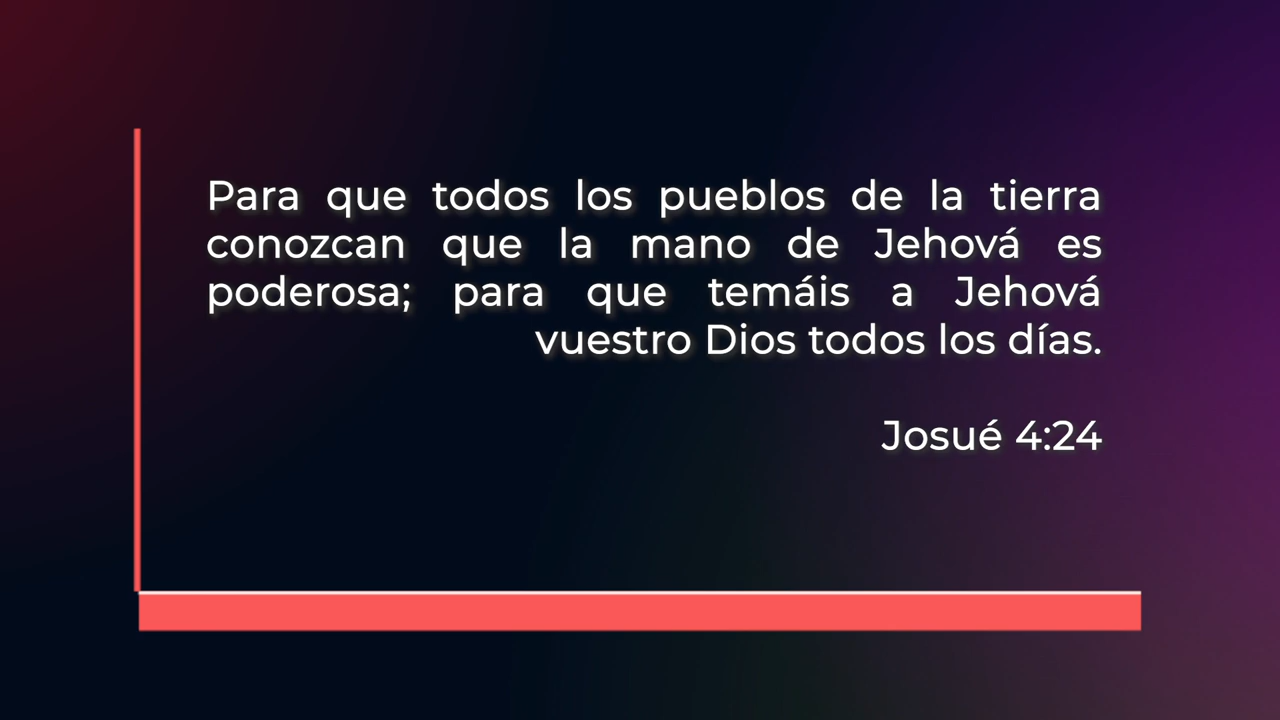 Para que todos los pueblos de la tierra
conozcan que la mano de Jehová es
poderosa; para que temáis a Jehová
vuestro Dios todos los días.
Josué 4:24